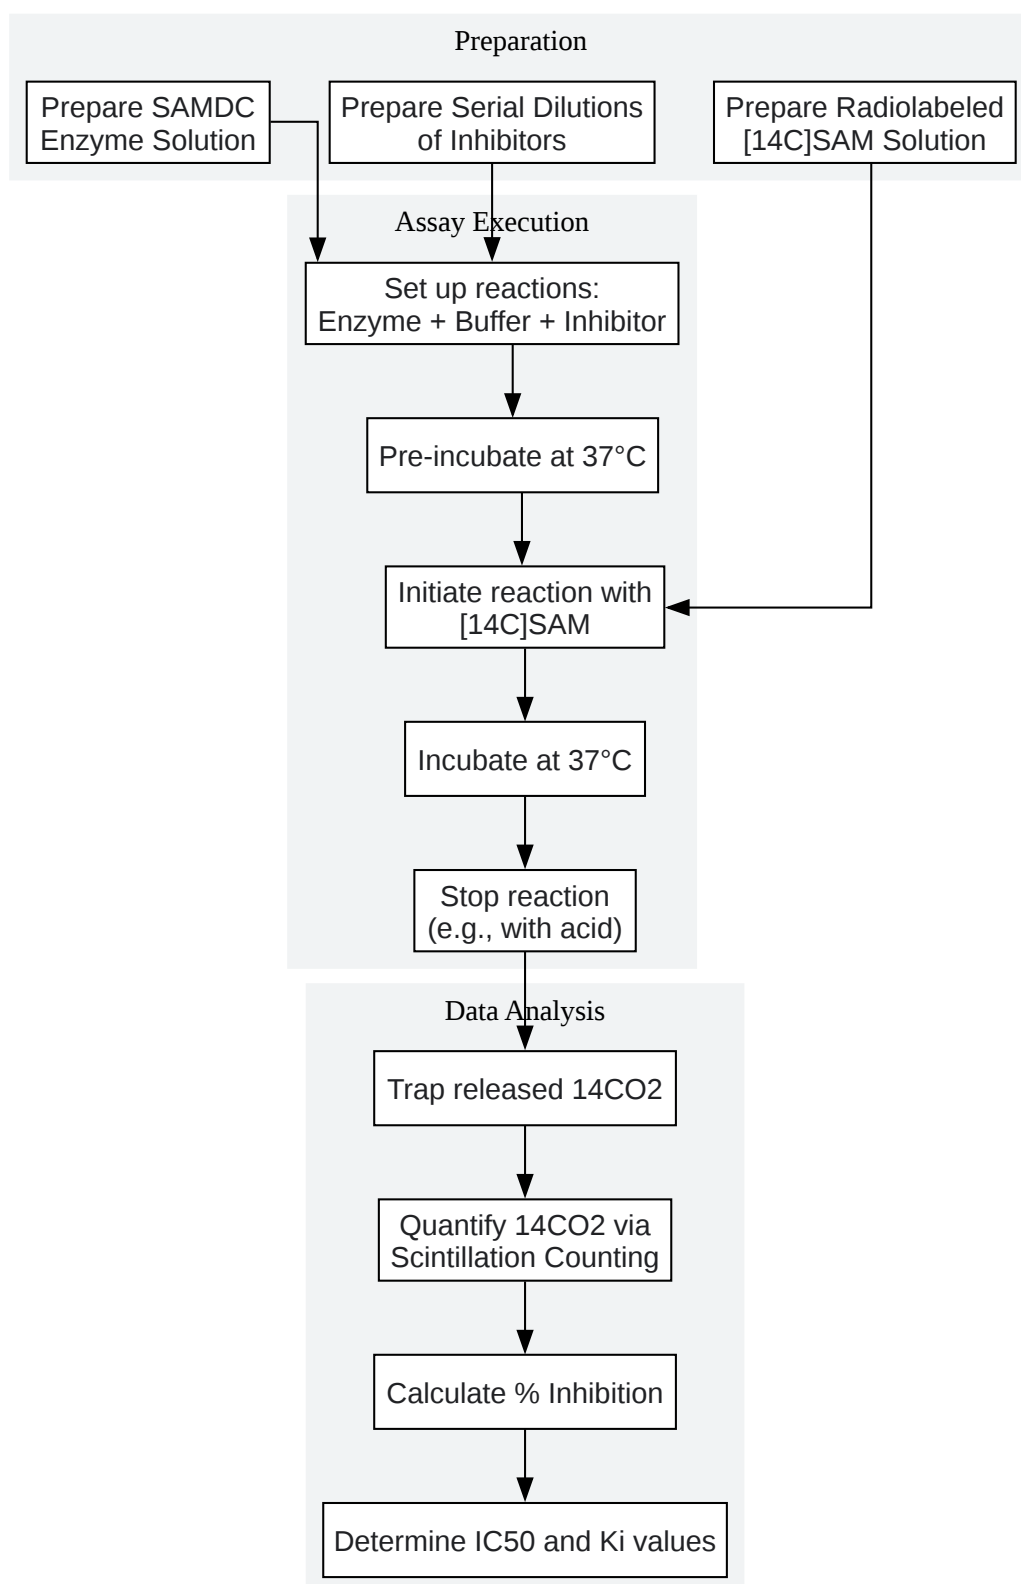 Preparation
Prepare SAMDC
Enzyme Solution
Prepare Serial Dilutions
of Inhibitors
Prepare Radiolabeled
[14C]SAM Solution
Assay Execution
Set up reactions:
Enzyme + Buffer + Inhibitor
Pre-incubate at 37°C
Initiate reaction with
[14C]SAM
Incubate at 37°C
Stop reaction
(e.g., with acid)
Data Analysis
Trap released 14CO2
Quantify 14CO2 via
Scintillation Counting
Calculate % Inhibition
Determine IC50 and Ki values